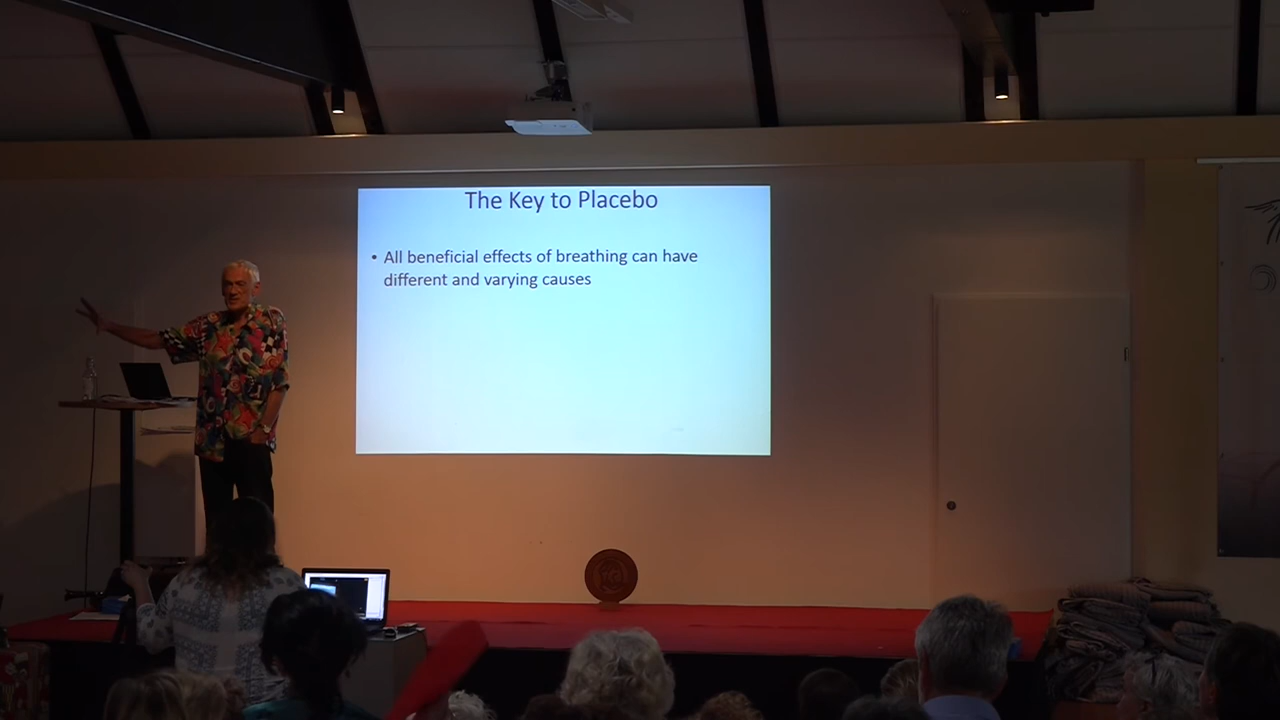 The Key to Placebo
• All beneficial effects of breathing can have
different and varying causes